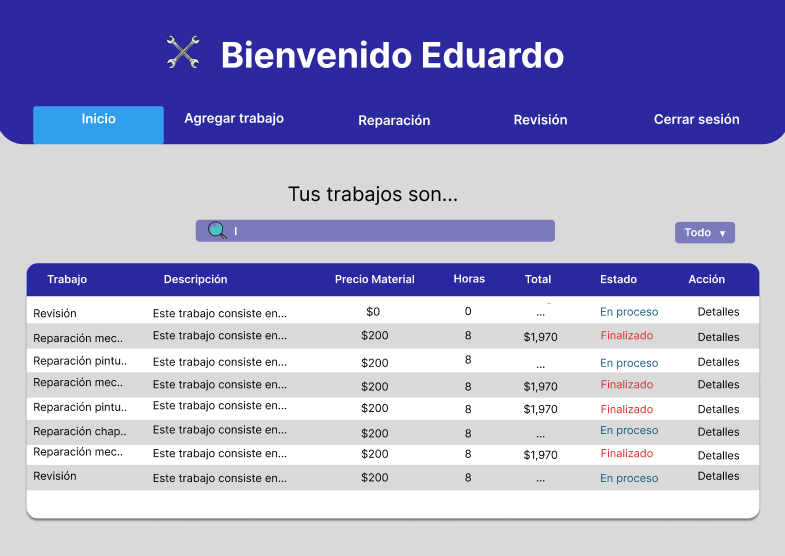 Bienvenido Eduardo
Inicio Agregar trabajo Reparación Revisión Cerrar sesión
Tus trabajos son...
Todo ▼
Trabajo Descripción Precio Material Horas Total Estado Acción
Revisión Este trabajo consiste en... $0 0 ... En proceso Detalles
Reparación mec.. Este trabajo consiste en... $200 8 $1,970 Finalizado Detalles
Reparación pintu.. Este trabajo consiste en... $200 8 ... En proceso Detalles
Reparación mec.. Este trabajo consiste en... $200 8 $1,970 Finalizado Detalles
Reparación pintu.. Este trabajo consiste en... $200 8 $1,970 Finalizado Detalles
Reparación chap.. Este trabajo consiste en... $200 8 ... En proceso Detalles
Reparación mec.. Este trabajo consiste en... $200 8 $1,970 Finalizado Detalles
Revisión Este trabajo consiste en... $200 8 ... En proceso Detalles